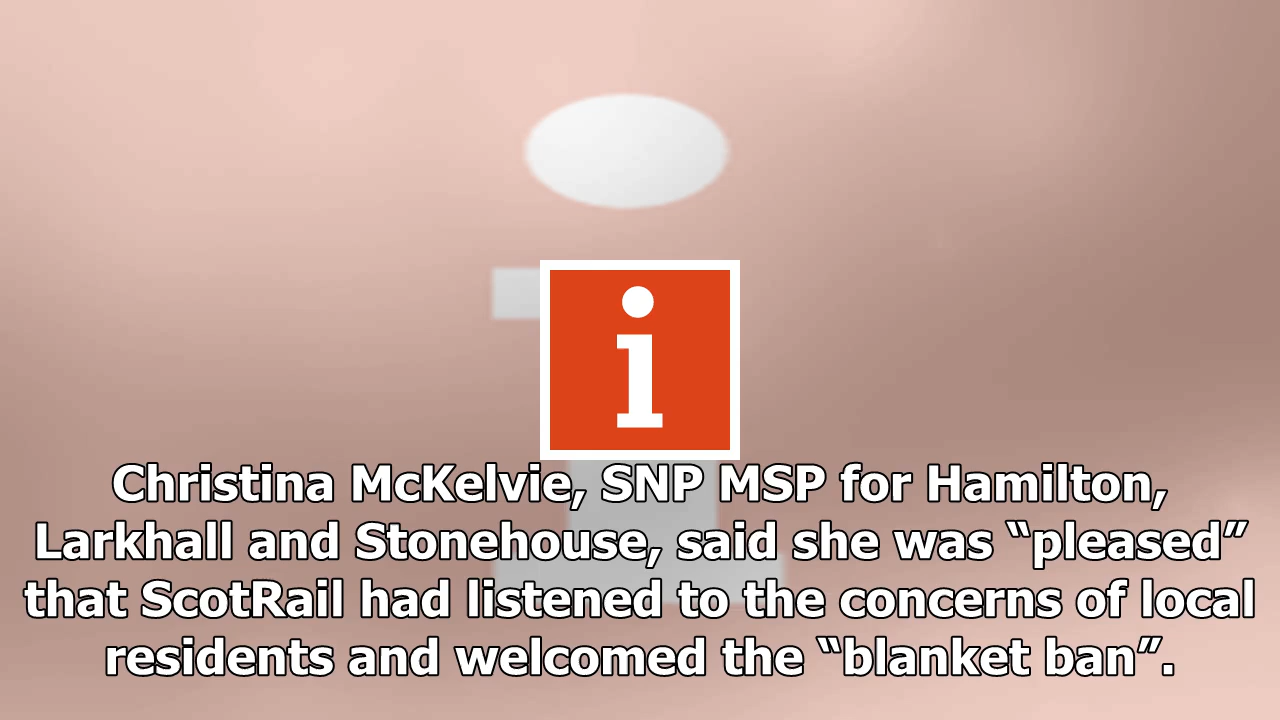 i
Christina McKelvie, SNP MSP for Hamilton,
Larkhall and Stonehouse, said she was “pleased”
that ScotRail had listened to the concerns of local
residents and welcomed the “blanket ban”.